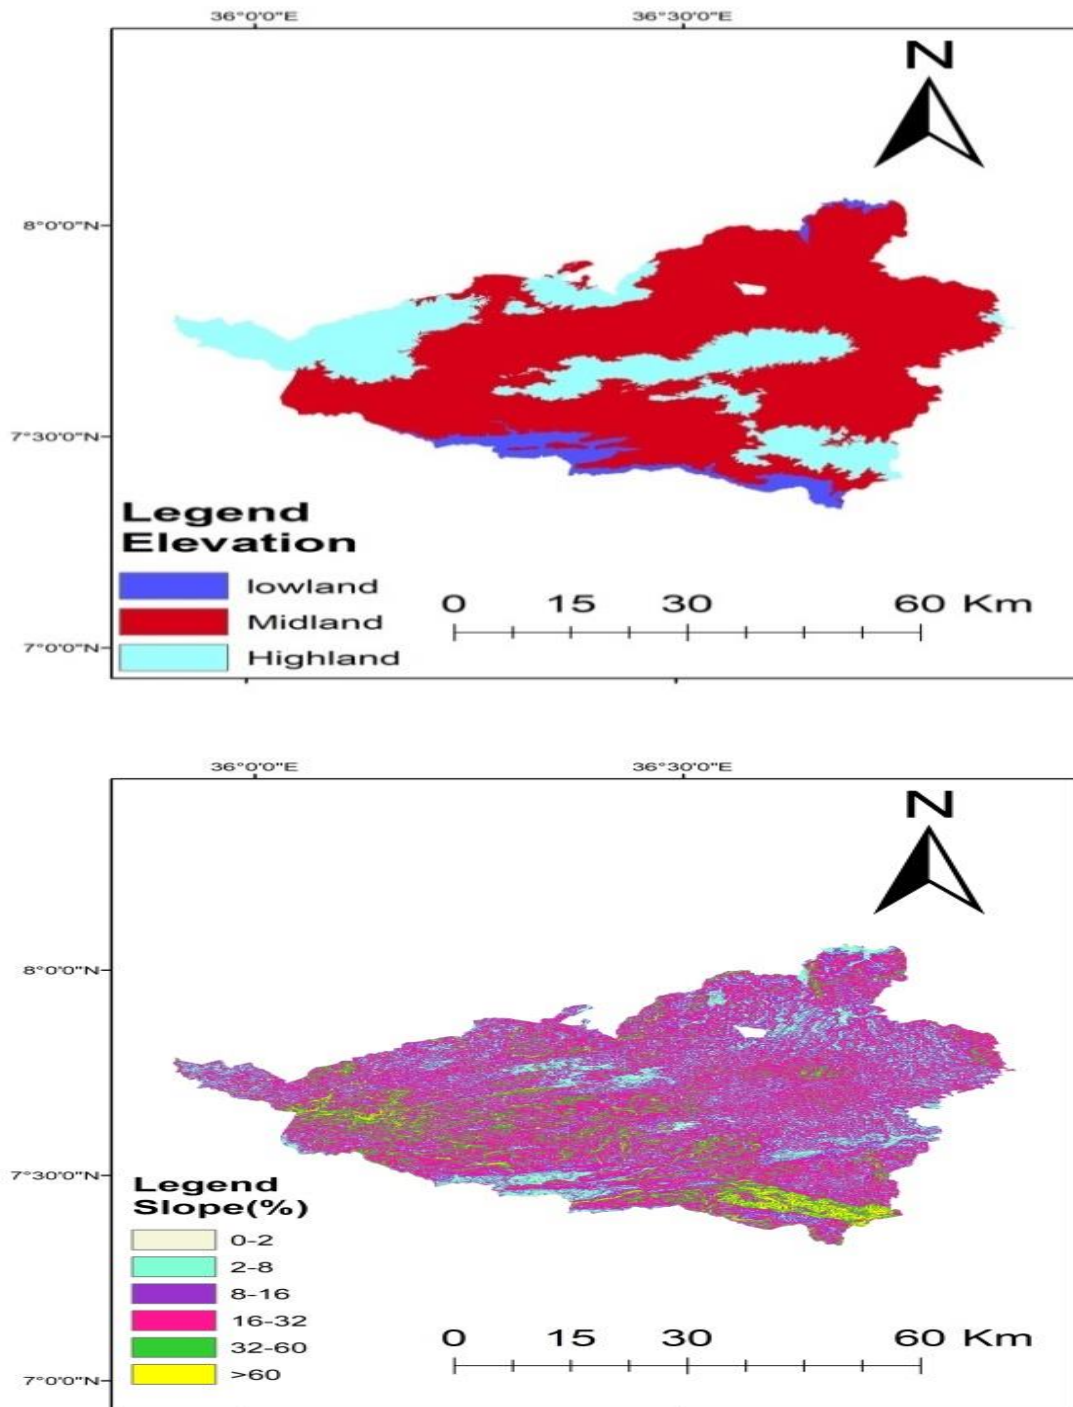 36°0'0"E 36°30'0"E
N
8°0'0"N
7°30'0"N
Legend
Elevation
lowland
Midland
Highland
0 15 30 60 Km
7°0'0"N
36°0'0"E 36°30'0"E
N
8°0'0"N
7°30'0"N
Legend
Slope(%)
0-2
2-8
8-16
16-32
32-60
>60
0 15 30 60 Km
7°0'0"N